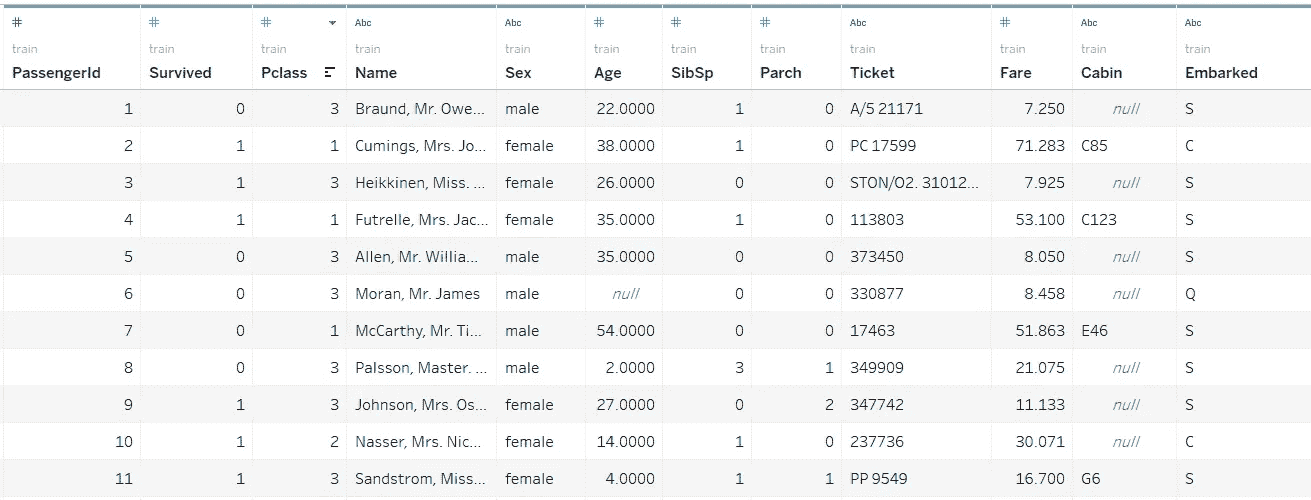 # # # Abc Abc # # # Abc # Abc Abc
train train train train train train train train train train train train
PassengerId Survived Pclass Name Sex Age SibSp Parch Ticket Fare Cabin Embarked
1 0 3 Braund, Mr. Owe... male 22.0000 1 0 A/5 21171 7.250 null S
2 1 1 Cumings, Mrs. Jo... female 38.0000 1 0 PC 17599 71.283 C85 C
3 1 3 Heikkinen, Miss. ... female 26.0000 0 0 STON/O2. 31012... 7.925 null S
4 1 1 Futrelle, Mrs. Jac... female 35.0000 1 0 113803 53.100 C123 S
5 0 3 Allen, Mr. Willia... male 35.0000 0 0 373450 8.050 null S
6 0 3 Moran, Mr. James male null 0 0 330877 8.458 null Q
7 0 1 McCarthy, Mr. Ti... male 54.0000 0 0 17463 51.863 E46 S
8 0 3 Palsson, Master. ... male 2.0000 3 1 349909 21.075 null S
9 1 3 Johnson, Mrs. Os... female 27.0000 0 2 347742 11.133 null S
10 1 2 Nasser, Mrs. Nic... female 14.0000 1 0 237736 30.071 null C
11 1 3 Sandstrom, Miss... female 4.0000 1 1 PP 9549 16.700 G6 S